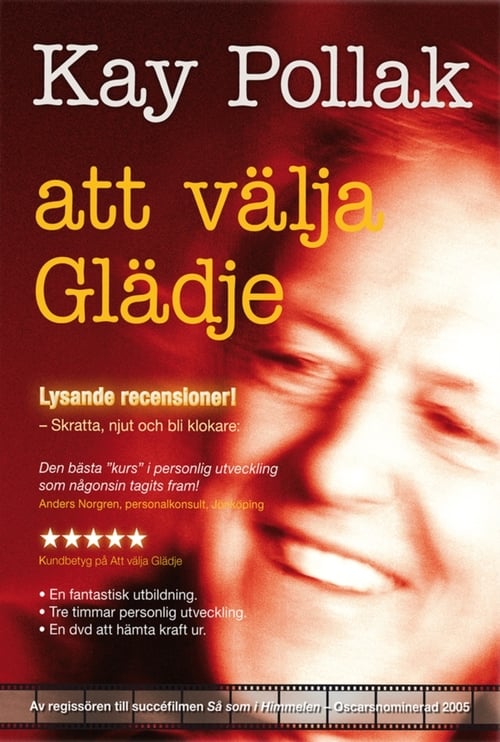 Kay Pollak
att välja
Glädje
Lysande recensioner!
– Skratta, njut och bli klokare:
Den bästa ”kurs” i personlig utveckling
som någonsin tagits fram!
Anders Norgren, personalkonsult, Jönköping
Kundbetyg på Att välja Glädje
• En fantastisk utbildning.
• Tre timmar personlig utveckling.
• En dvd att hämta kraft ur.
Av regissören till succéfilmen Så som i Himmelen – Oscarsnominerad 2005